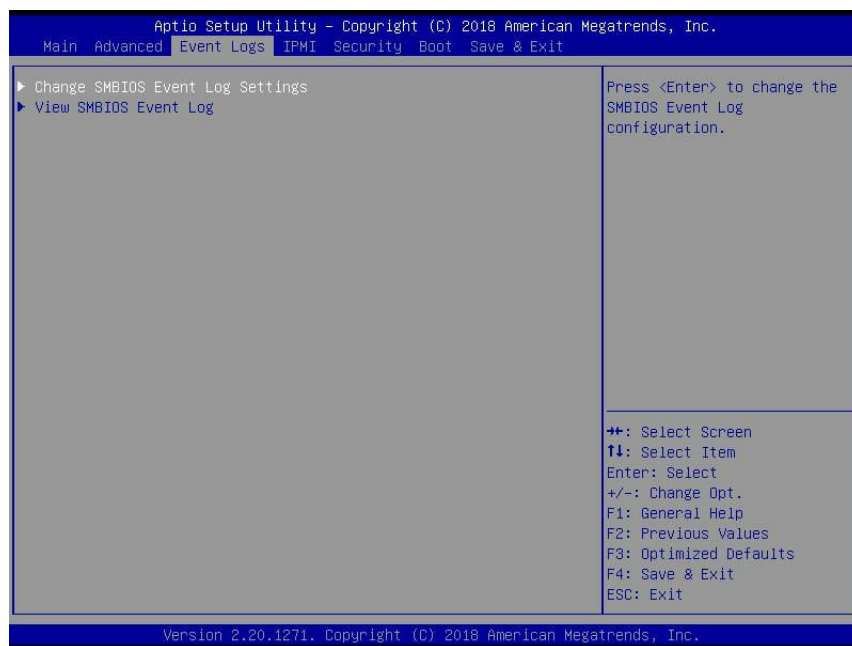 Aptio Setup Utility – Copyright (C) 2018 American Megatrends, Inc.
Main Advanced Event Logs IPMI Security Boot Save & Exit
▶ Change SMBIOS Event Log Settings
▶ View SMBIOS Event Log
Press <Enter> to change the
SMBIOS Event Log
configuration.
→←: Select Screen
↑↓: Select Item
Enter: Select
+/-: Change Opt.
F1: General Help
F2: Previous Values
F3: Optimized Defaults
F4: Save & Exit
ESC: Exit
Version 2.20.1271. Copyright (C) 2018 American Megatrends, Inc.